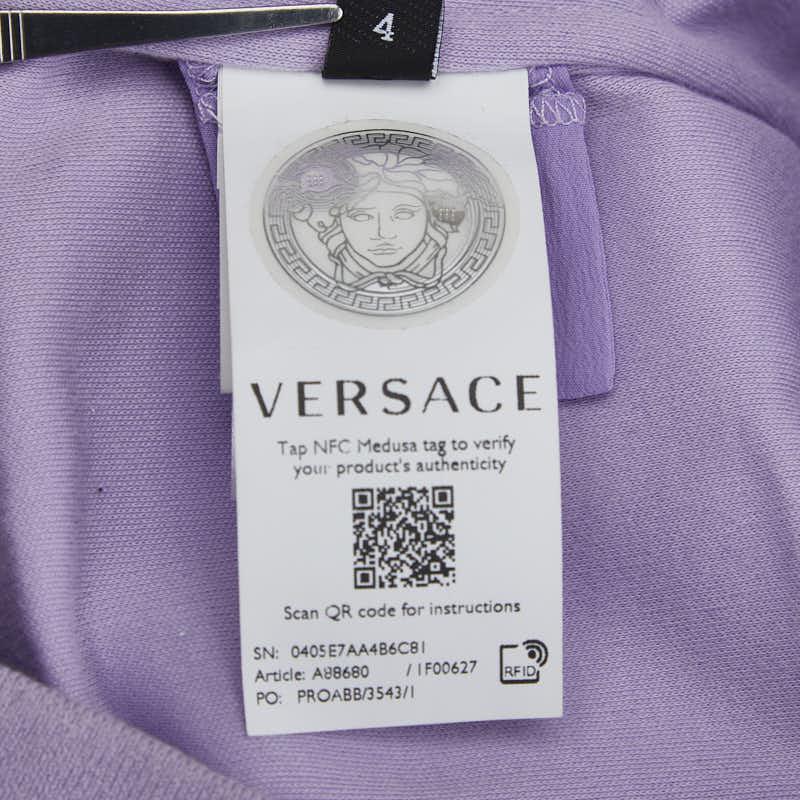 4
VERSACE
Tap NFC Medusa tag to verify
your product's authenticity
Scan QR code for instructions
SN: 0405E7AA4B6C81
Article: A88680 /1F00627
PO: PROABB/3543/1
RFID